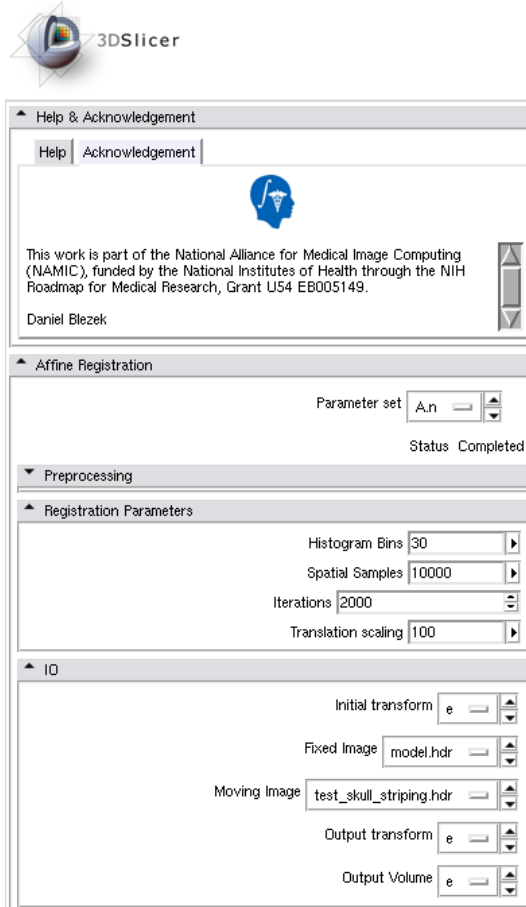 3DSlicer
Help & Acknowledgement
Help Acknowledgement
This work is part of the National Alliance for Medical Image Computing
(NAMIC), funded by the National Institutes of Health through the NIH
Roadmap for Medical Research, Grant U54 EB005149.
Daniel Blezek
Affine Registration
Parameter set A.n
Status Completed
Preprocessing
Registration Parameters
Histogram Bins 30
Spatial Samples 10000
Iterations 2000
Translation scaling 100
IO
Initial transform e
Fixed Image model.hdr
Moving Image test_skull_striping.hdr
Output transform e
Output Volume e